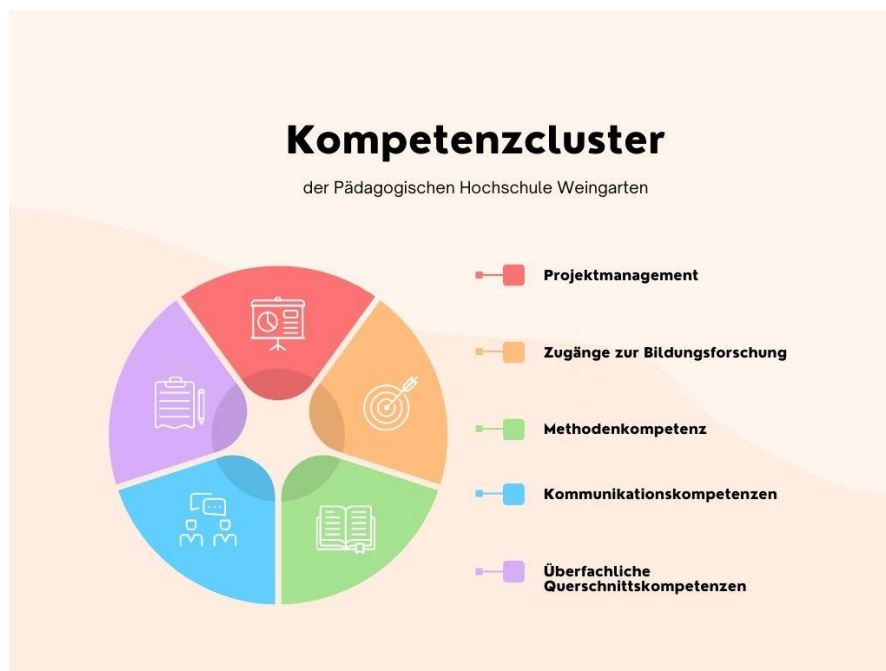 Kompetenzcluster
der Pädagogischen Hochschule Weingarten
Projektmanagement
Zugänge zur Bildungsforschung
Methodenkompetenz
Kommunikationskompetenzen
Überfachliche
Querschnittskompetenzen